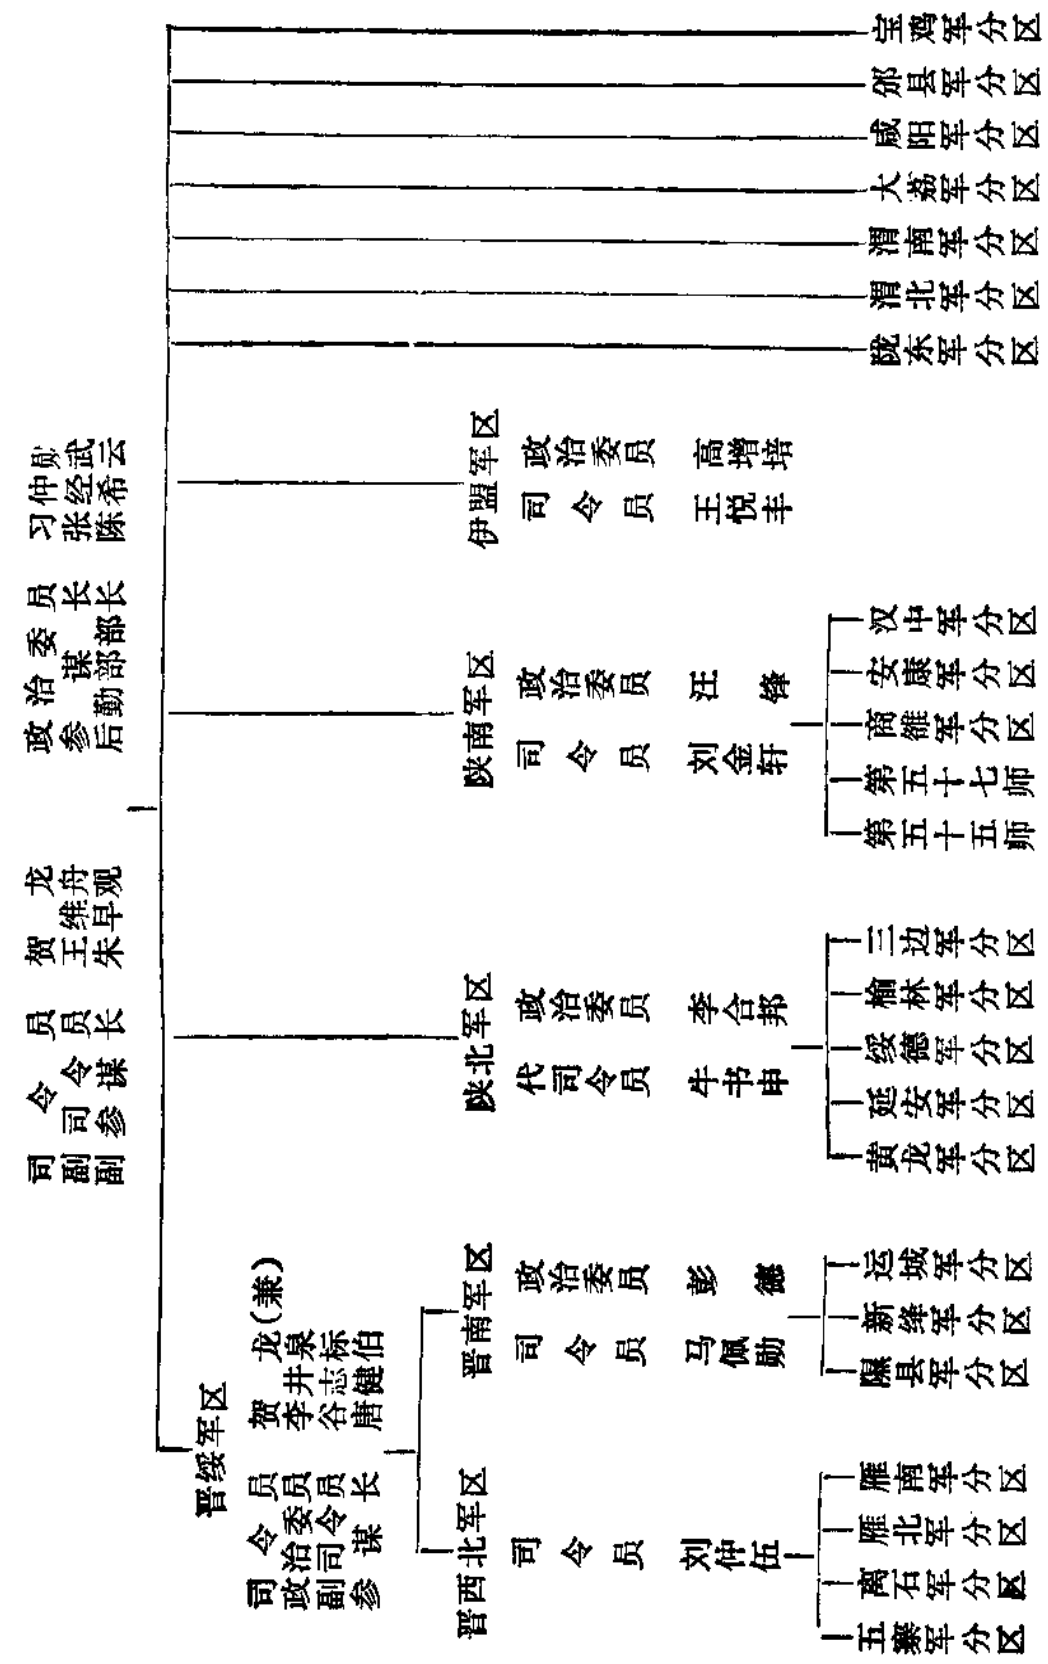 司令员 贺龙 政治委员 习仲勋
副司令员 王维舟 参谋长 张经武
副参谋长 朱早观 后勤部部长 陈希云
晋绥军区
司令员 贺龙(兼)
政治委员 李井泉
副司令员 谷志标
参谋长 唐健伯
晋西北军区
司令员 刘仲伍
五寨军分区
离石军分区
雁北军分区
雁南军分区
晋南军区
司令员 马佩勋
政治委员 彭德
隰县军分区
新绛军分区
运城军分区
陕北军区
代司令员 牛书申
政治委员 李合邦
黄龙军分区
延安军分区
绥德军分区
榆林军分区
三边军分区
陕南军区
司令员 刘金轩
政治委员 汪锋
第五十五师
第五十七师
商雒军分区
安康军分区
汉中军分区
伊盟军区
司令员 王悦丰
政治委员 高增培
陇东军分区
渭北军分区
渭南军分区
大荔军分区
咸阳军分区
邠县军分区
宝鸡军分区